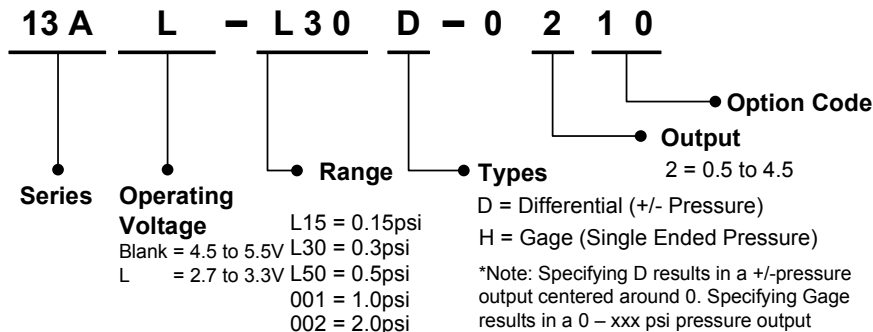 13 A L – L 3 0 D – 0 2 1 0
Option Code
Output
2 = 0.5 to 4.5
Series
Operating
Voltage
Blank = 4.5 to 5.5V
L = 2.7 to 3.3V
Range
L15 = 0.15psi
L30 = 0.3psi
L50 = 0.5psi
001 = 1.0psi
002 = 2.0psi
Types
D = Differential (+/- Pressure)
H = Gage (Single Ended Pressure)
*Note: Specifying D results in a +/-pressure
output centered around 0. Specifying Gage
results in a 0 – xxx psi pressure output